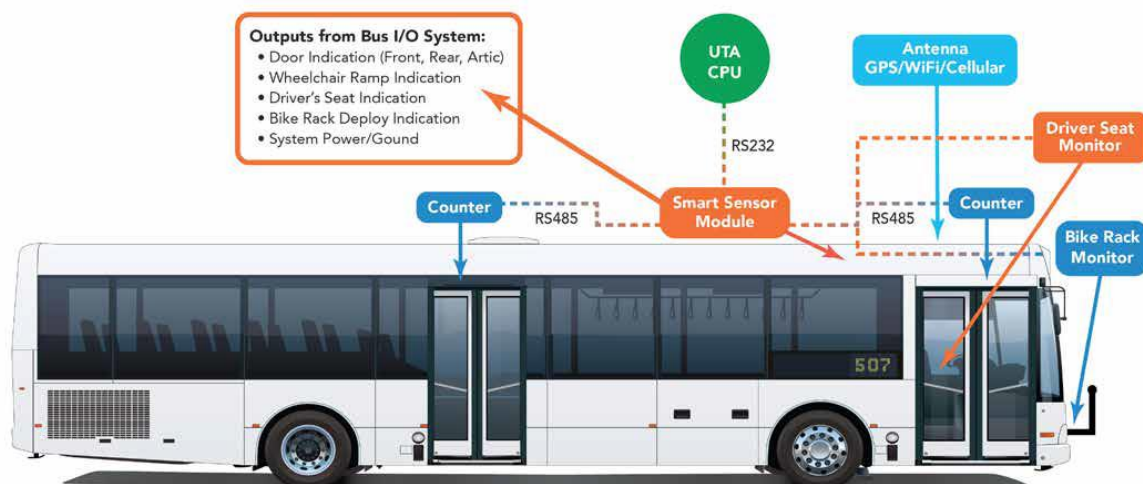 Outputs from Bus I/O System:
• Door Indication (Front, Rear, Artic)
• Wheelchair Ramp Indication
• Driver's Seat Indication
• Bike Rack Deploy Indication
• System Power/Gound
UTA
CPU
Antenna
GPS/WiFi/Cellular
Driver Seat
Monitor
RS232
Counter
RS485
Smart Sensor
Module
RS485
Counter
Bike Rack
Monitor
507